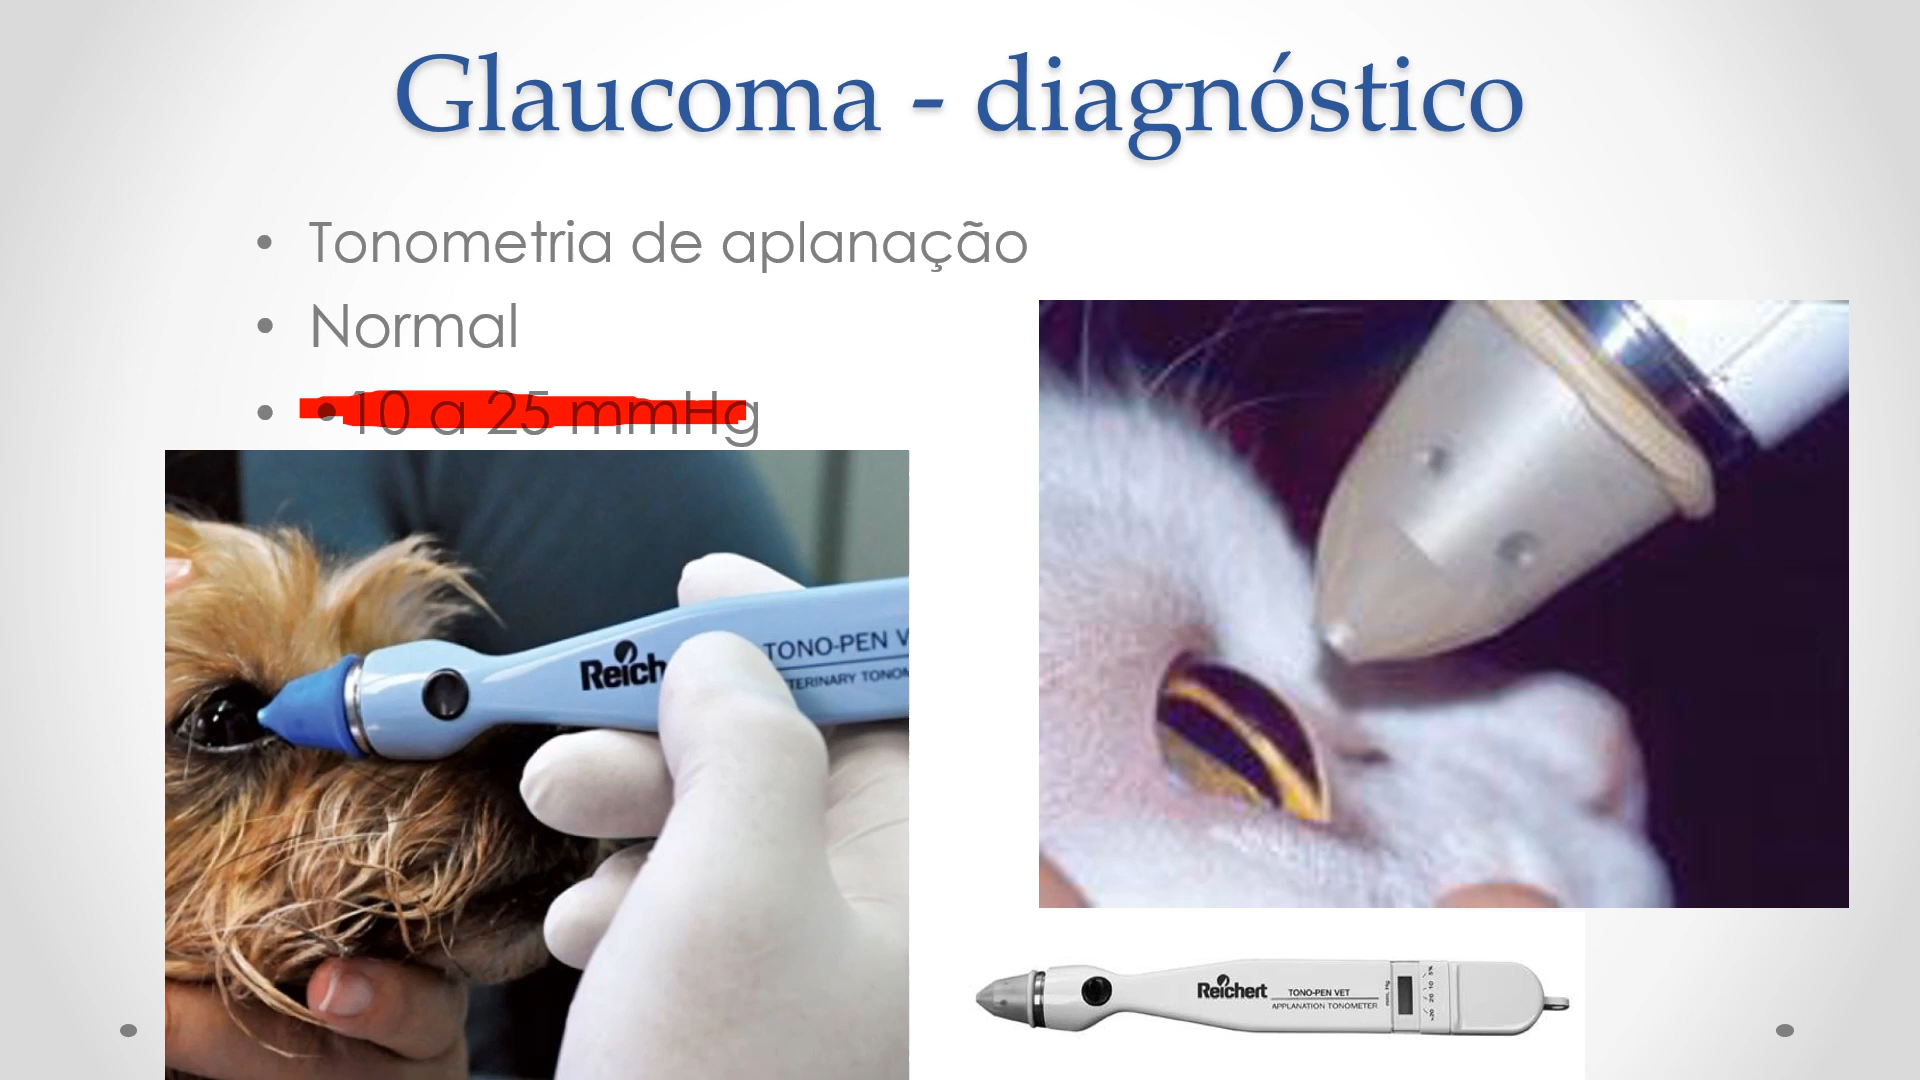 Glaucoma - diagnóstico
• Tonometria de aplanação
• Normal
• •10 a 25 mmHg
Reich
TONO-PEN V
TERINARY TONOM
Reichert
TONO-PEN VET
APPLANATION TONOMETER